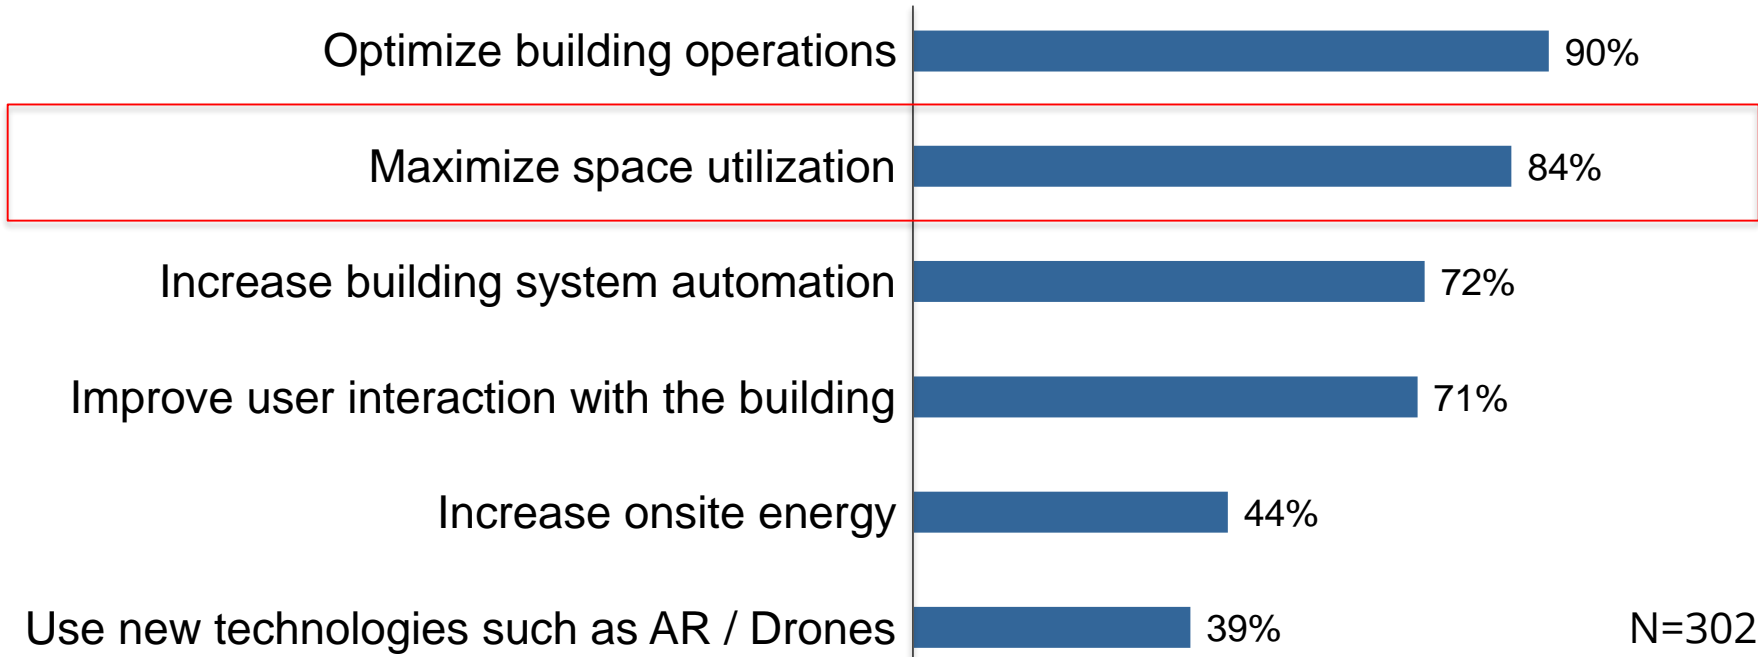 Optimize building operations 90%
Maximize space utilization 84%
Increase building system automation 72%
Improve user interaction with the building 71%
Increase onsite energy 44%
Use new technologies such as AR / Drones 39% N=302